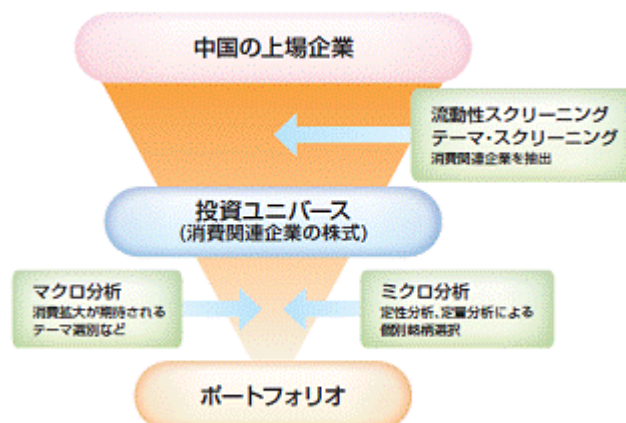 中国の上場企業
流動性スクリーニング
テーマ・スクリーニング
消費関連企業を抽出
投資ユニバース
(消費関連企業の株式)
マクロ分析
消費拡大が期待される
テーマ選別など
ミクロ分析
定性分析、定量分析による
個別銘柄選択
ポートフォリオ